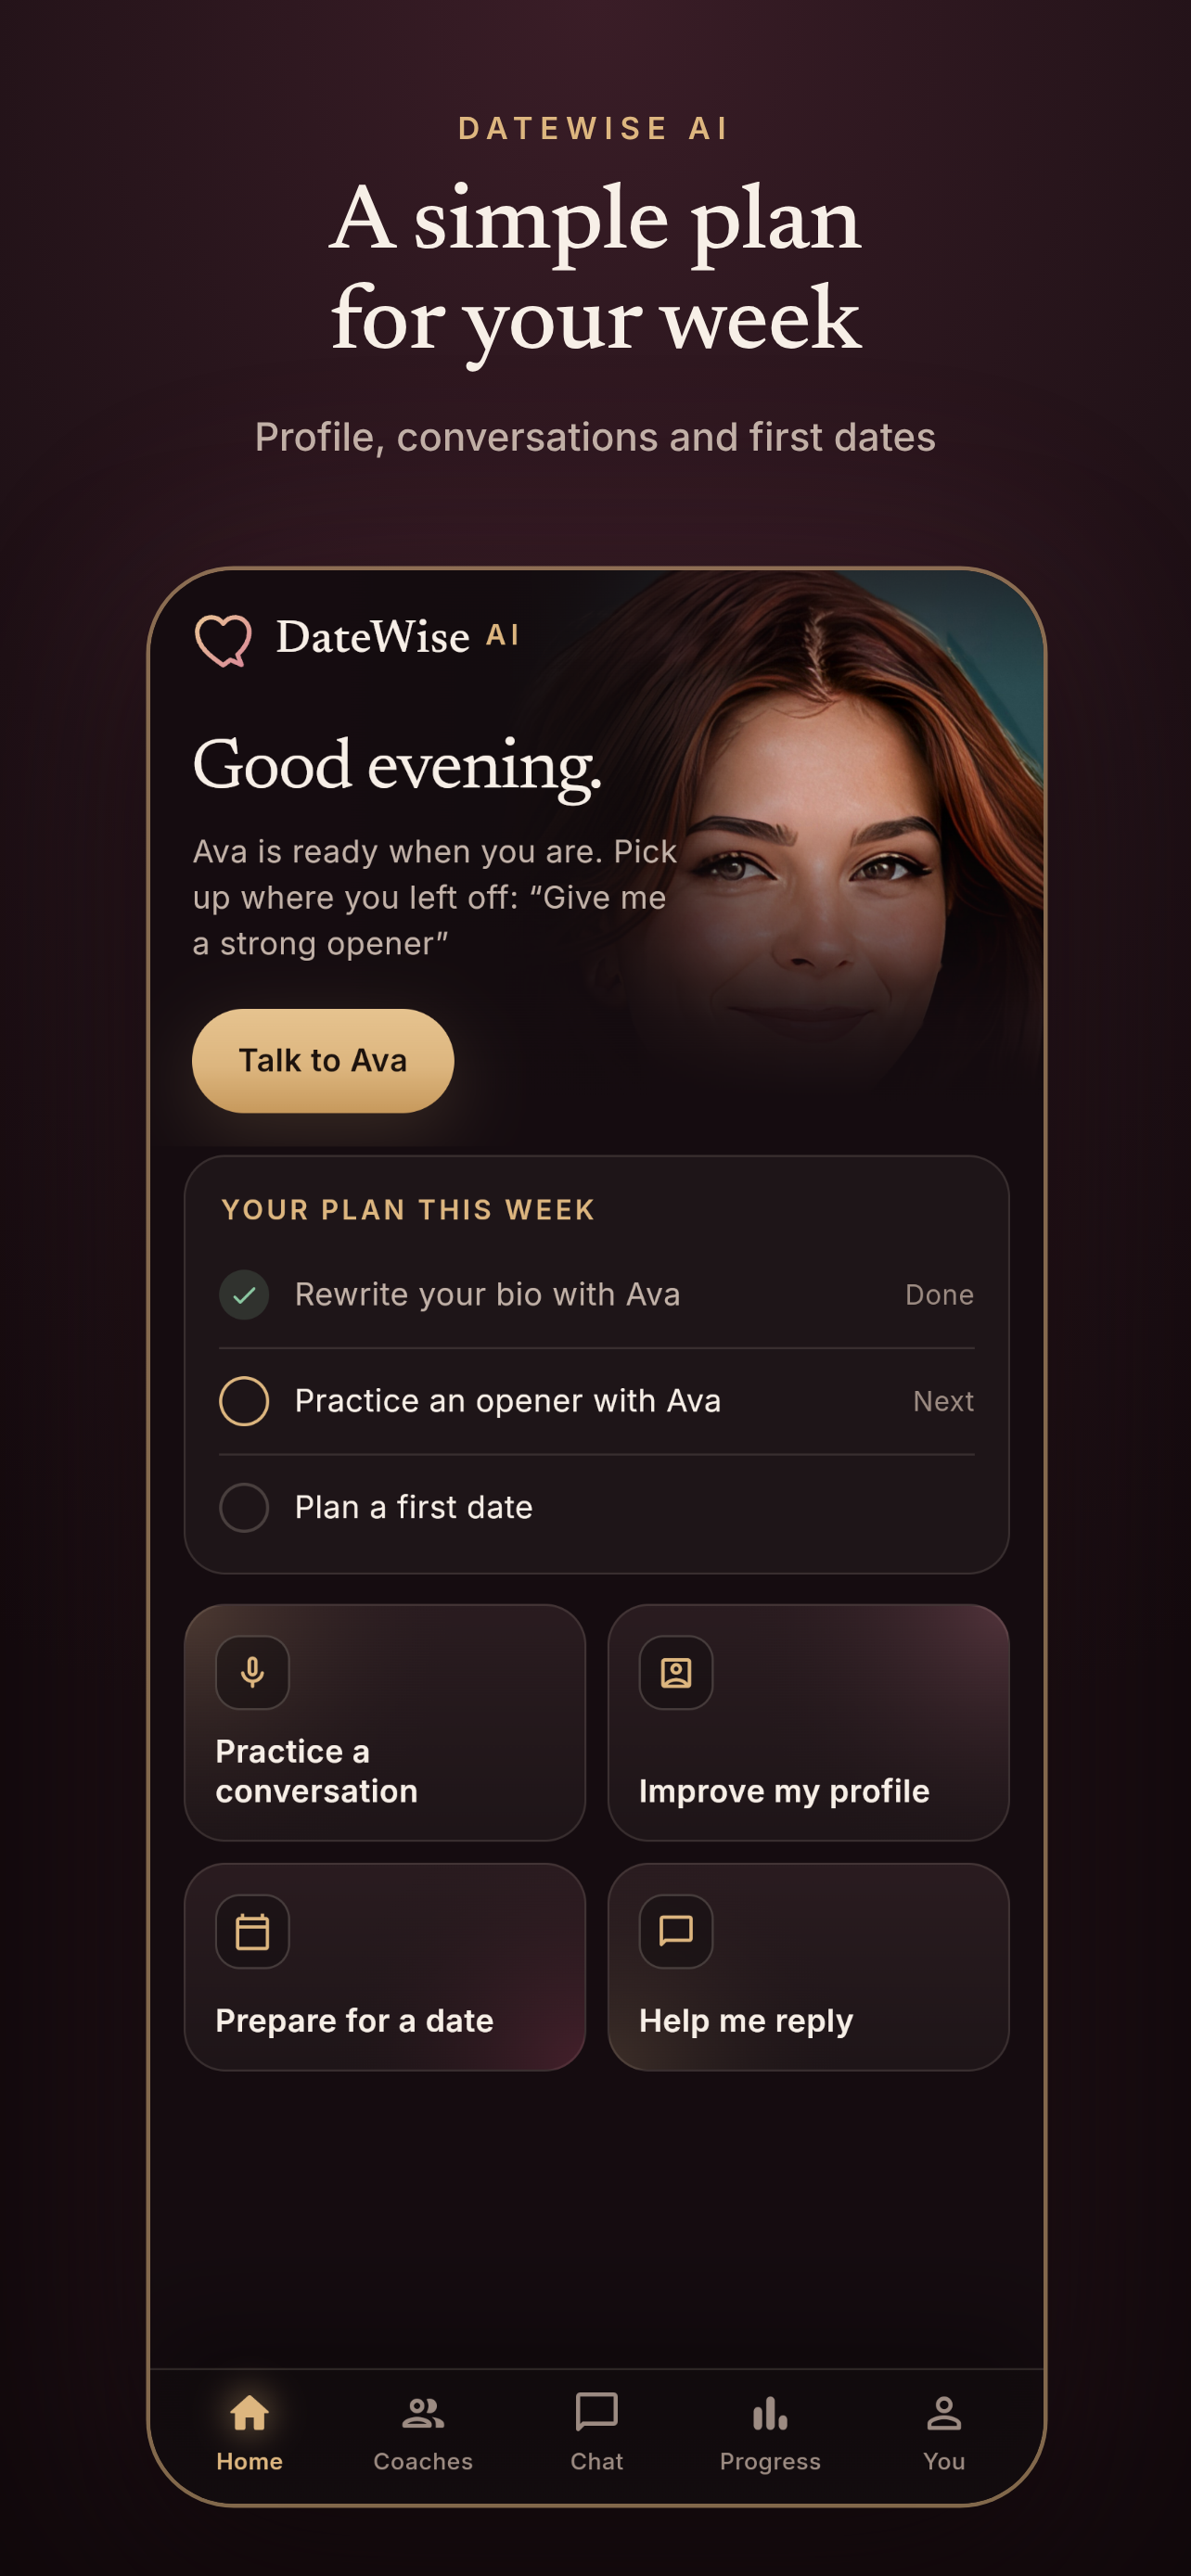 DATEWISE AI
A simple plan
for your week
Profile, conversations and first dates
DateWise AI
Good evening.
Ava is ready when you are. Pick
up where you left off: “Give me
a strong opener”
Talk to Ava
YOUR PLAN THIS WEEK
Rewrite your bio with Ava Done
Practice an opener with Ava Next
Plan a first date
Practice a
conversation
Improve my profile
Prepare for a date
Help me reply
Home Coaches Chat Progress You